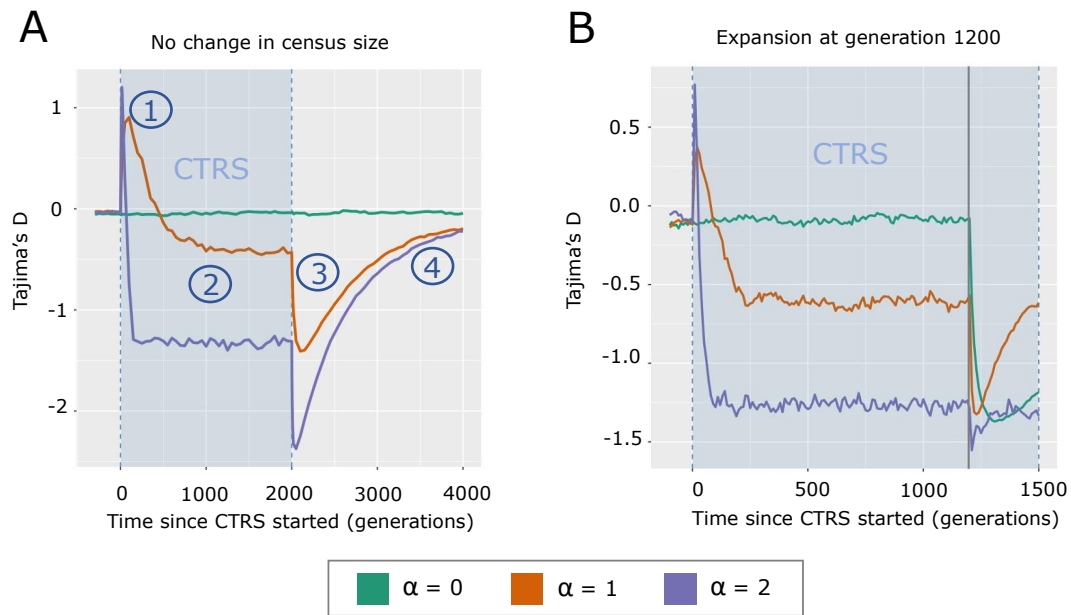 A
No change in census size
1
0
-1
-2
Tajima's D
1
2
3
4
CTRS
0 1000 2000 3000 4000
Time since CTRS started (generations)
B
Expansion at generation 1200
0.5
0.0
-0.5
-1.0
-1.5
Tajima's D
CTRS
0 500 1000 1500
Time since CTRS started (generations)
α = 0 α = 1 α = 2